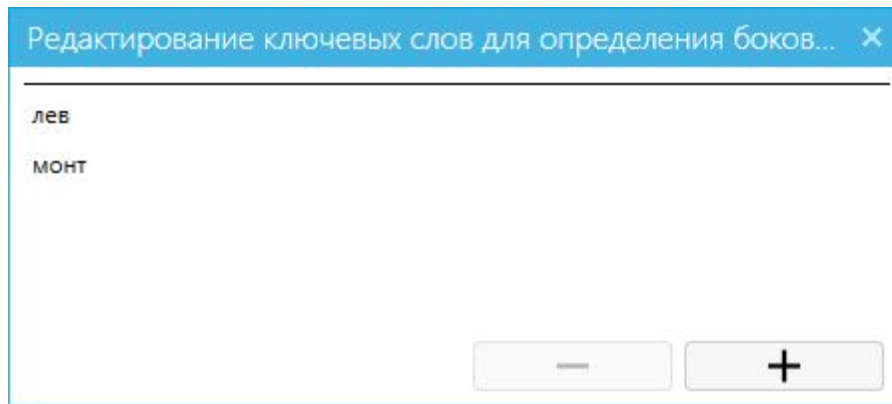 Редактирование ключевых слов для определения боков...
лев
монт